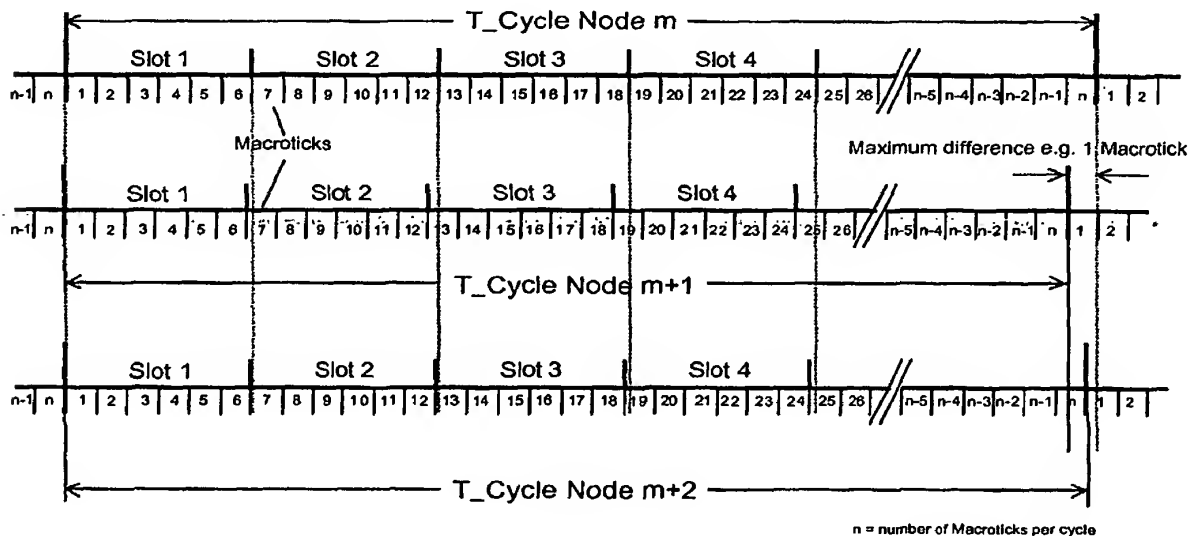 T_Cycle Node m
Slot 1 Slot 2 Slot 3 Slot 4
n-1 n 1 2 3 4 5 6 7 8 9 10 11 12 13 14 15 16 17 18 19 20 21 22 23 24 25 26 n-5 n-4 n-3 n-2 n-1 n 1 2
Macroticks
Maximum difference e.g. 1 Macrotick
Slot 1 Slot 2 Slot 3 Slot 4
n-1 n 1 2 3 4 5 6 7 8 9 10 11 12 13 14 15 16 17 18 19 20 21 22 23 24 25 26 n-5 n-4 n-3 n-2 n-1 n 1 2
T_Cycle Node m+1
Slot 1 Slot 2 Slot 3 Slot 4
n-1 n 1 2 3 4 5 6 7 8 9 10 11 12 13 14 15 16 17 18 19 20 21 22 23 24 25 26 n-5 n-4 n-3 n-2 n-1 n 1 2
T_Cycle Node m+2
n = number of Macroticks per cycle